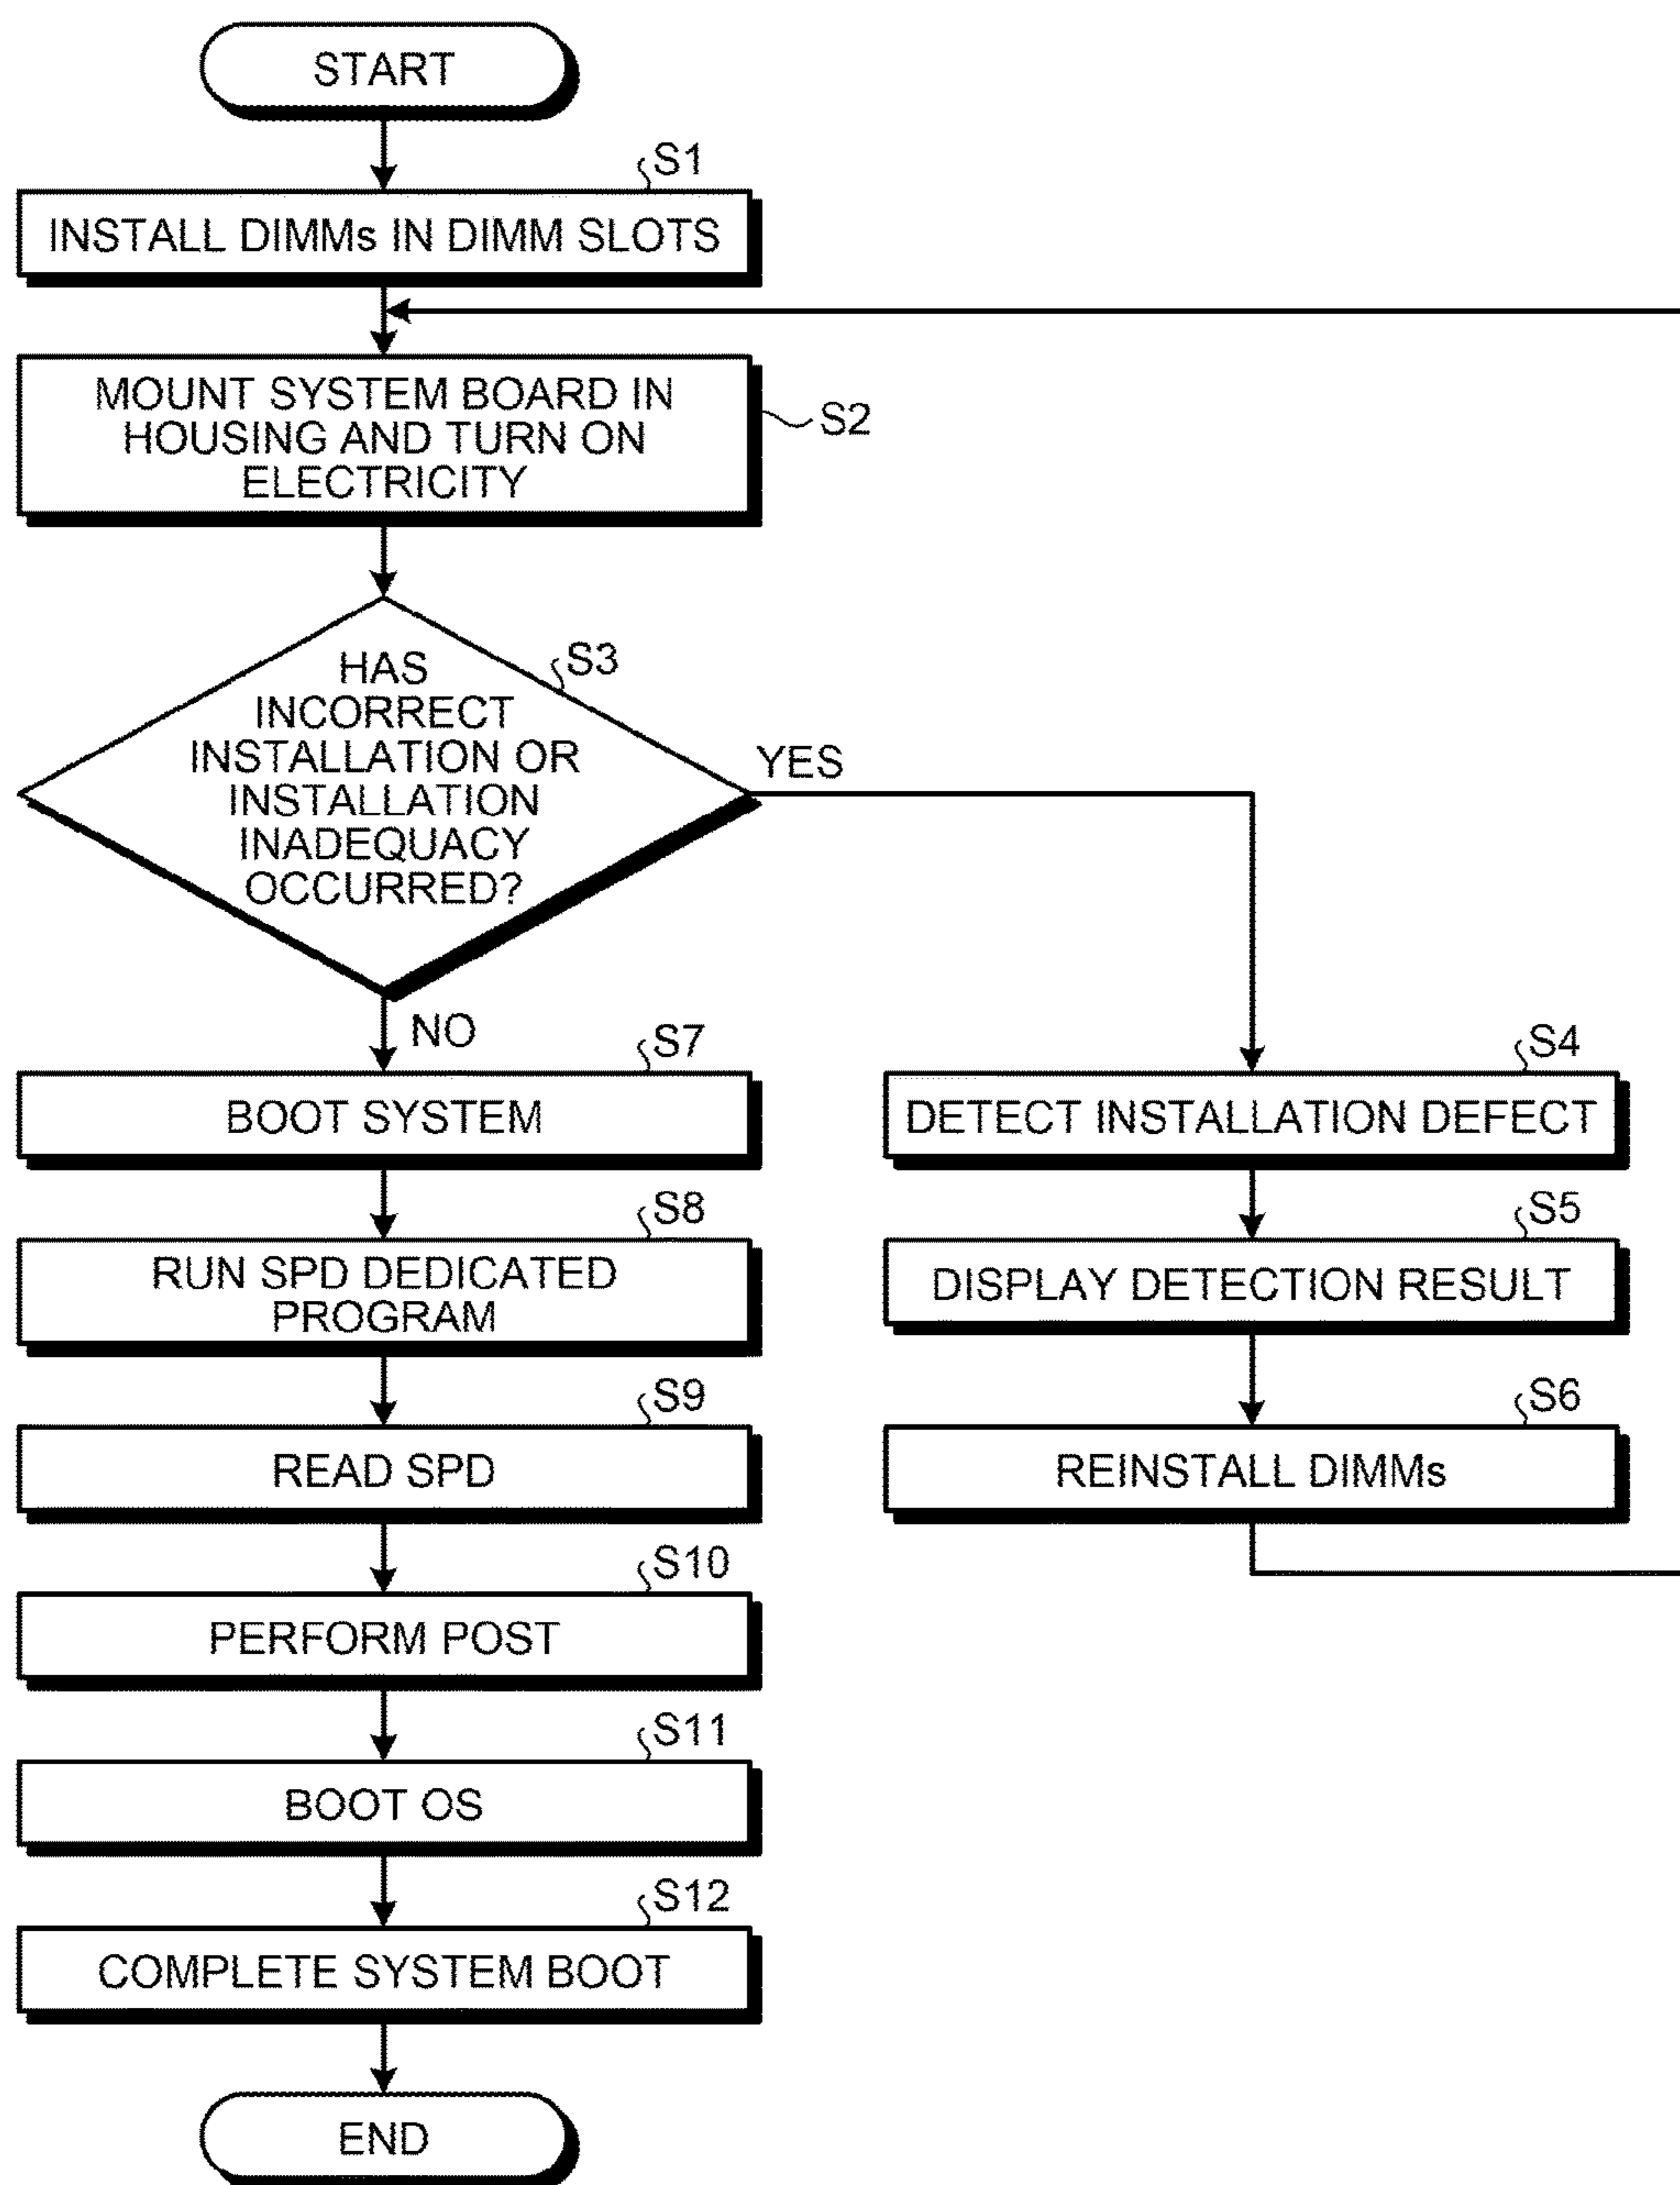 START
S1
INSTALL DIMMs IN DIMM SLOTS
MOUNT SYSTEM BOARD IN
HOUSING AND TURN ON
ELECTRICITY
S2
S3
HAS
INCORRECT
INSTALLATION OR
INSTALLATION
INADEQUACY
OCCURRED?
YES
NO
S7
BOOT SYSTEM
S4
DETECT INSTALLATION DEFECT
S8
RUN SPD DEDICATED
PROGRAM
S5
DISPLAY DETECTION RESULT
S9
READ SPD
S6
REINSTALL DIMMs
S10
PERFORM POST
S11
BOOT OS
S12
COMPLETE SYSTEM BOOT
END